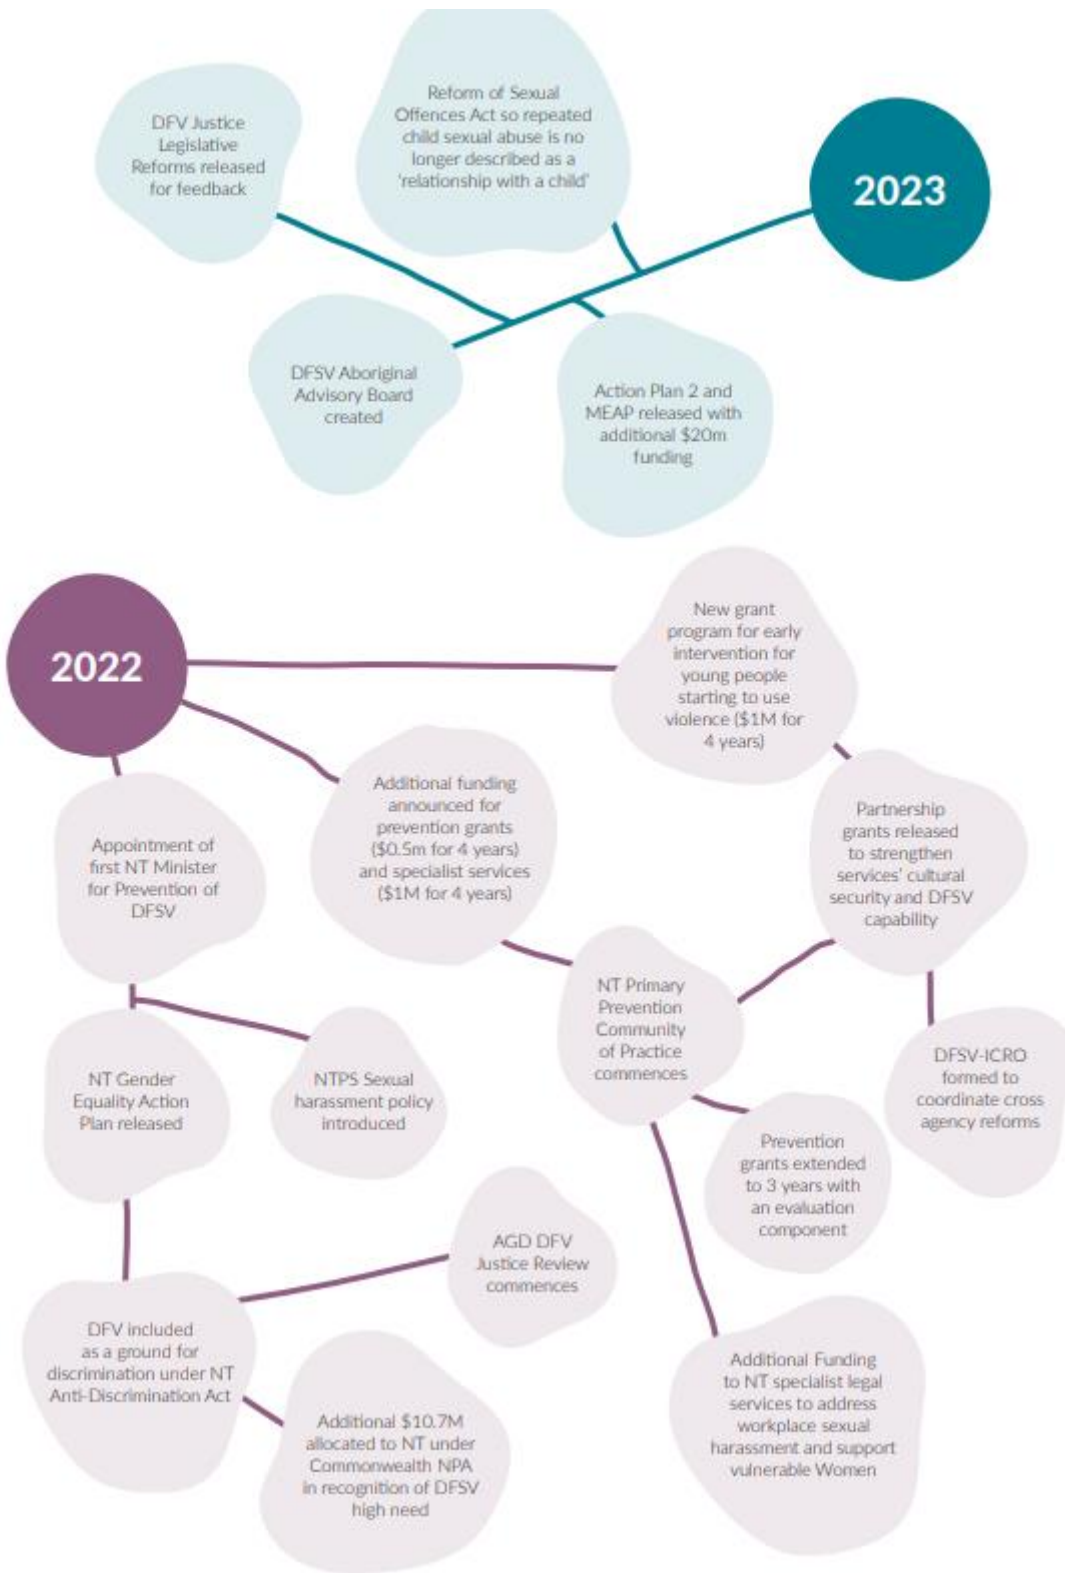 DFV Justice
Legislative
Reforms released
for feedback
Reform of Sexual
Offences Act so repeated
child sexual abuse is no
longer described as a
'relationship with a child'
2023
DFSV Aboriginal
Advisory Board
created
Action Plan 2 and
MEAP released with
additional $20m
funding
2022
New grant
program for early
intervention for
young people
starting to use
violence ($1M for
4 years)
Additional funding
announced for
prevention grants
($0.5m for 4 years)
and specialist services
($1M for 4 years)
Partnership
grants released
to strengthen
services' cultural
security and DFSV
capability
Appointment of
first NT Minister
for Prevention of
DFSV
NT Primary
Prevention
Community
of Practice
commences
DFSV-ICRO
formed to
coordinate cross
agency reforms
NT Gender
Equality Action
Plan released
NTPS Sexual
harassment policy
introduced
Prevention
grants extended
to 3 years with
an evaluation
component
AGD DFV
Justice Review
commences
DFV included
as a ground for
discrimination under NT
Anti-Discrimination Act
Additional $10.7M
allocated to NT under
Commonwealth NPA
in recognition of DFSV
high need
Additional Funding
to NT specialist legal
services to address
workplace sexual
harassment and support
vulnerable Women